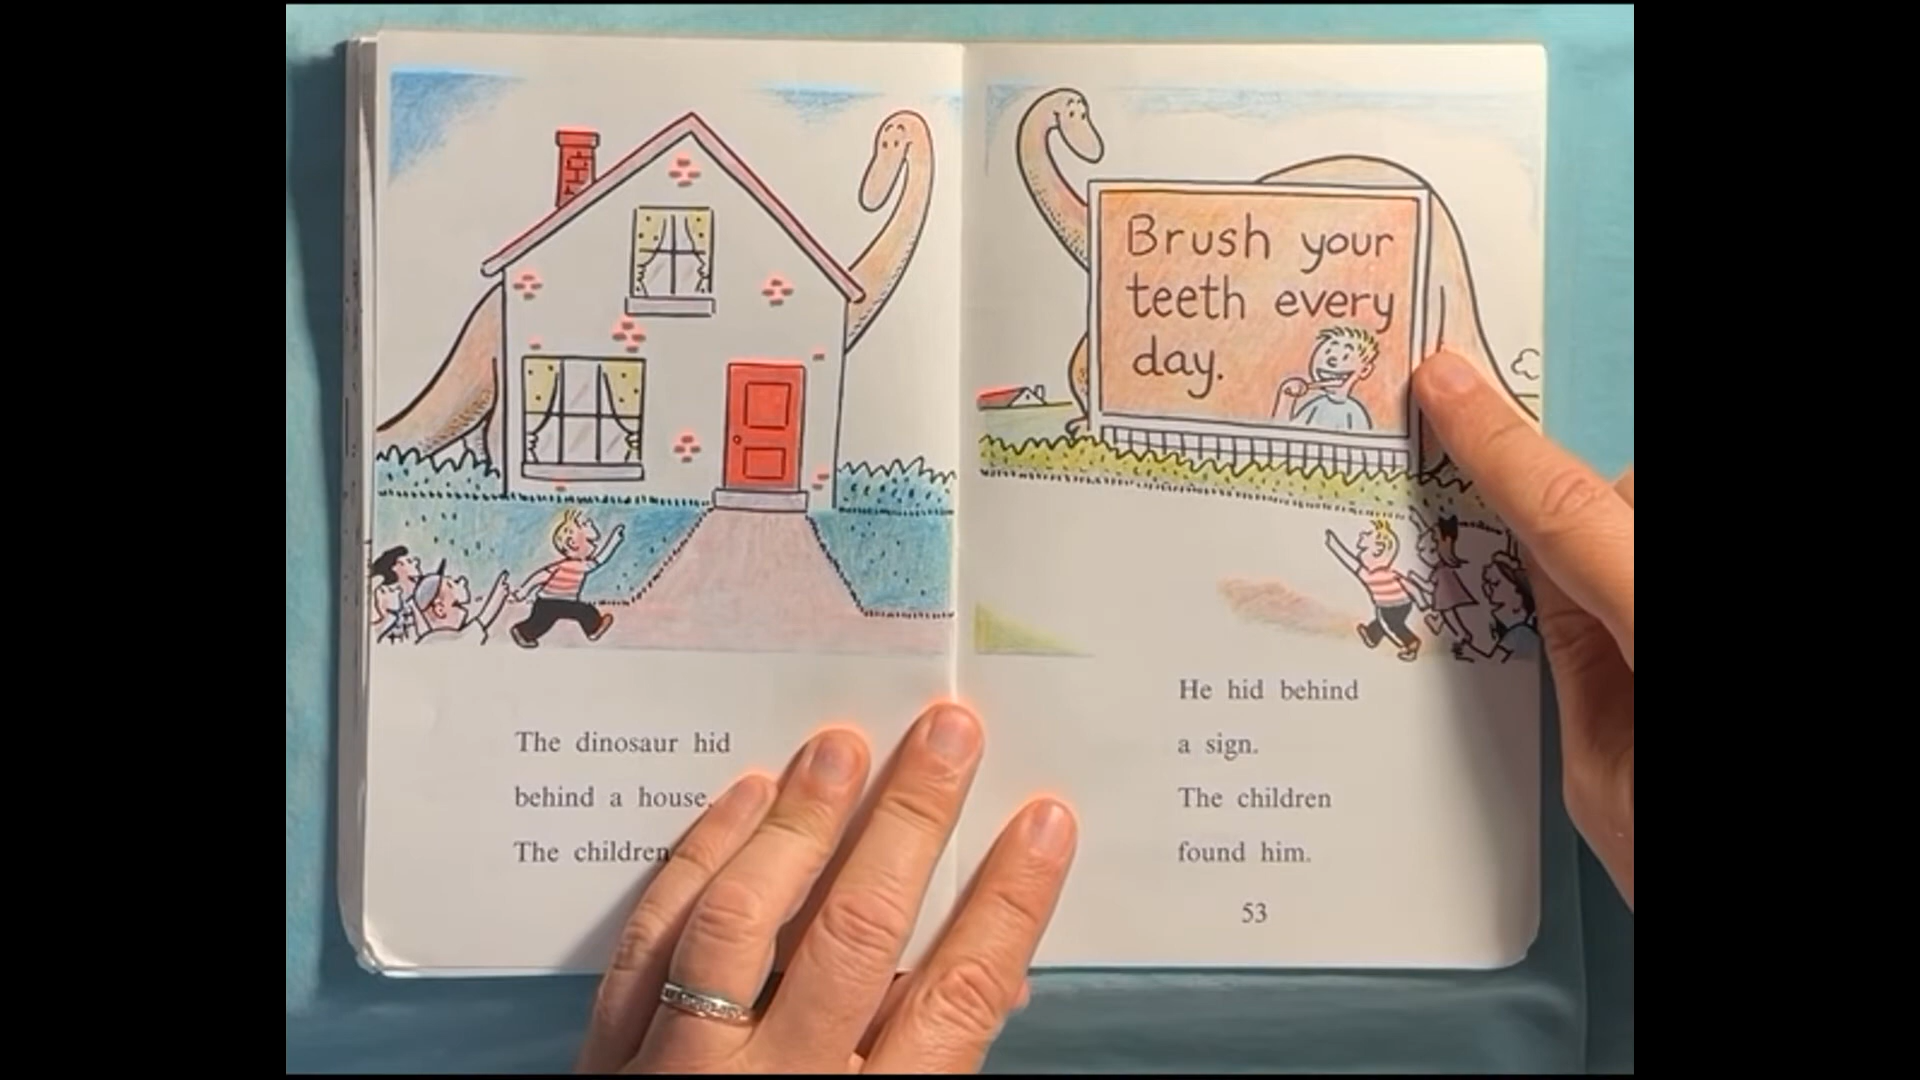 The dinosaur hid
behind a house.
The children
Brush your
teeth every
day.
He hid behind
a sign.
The children
found him.
53